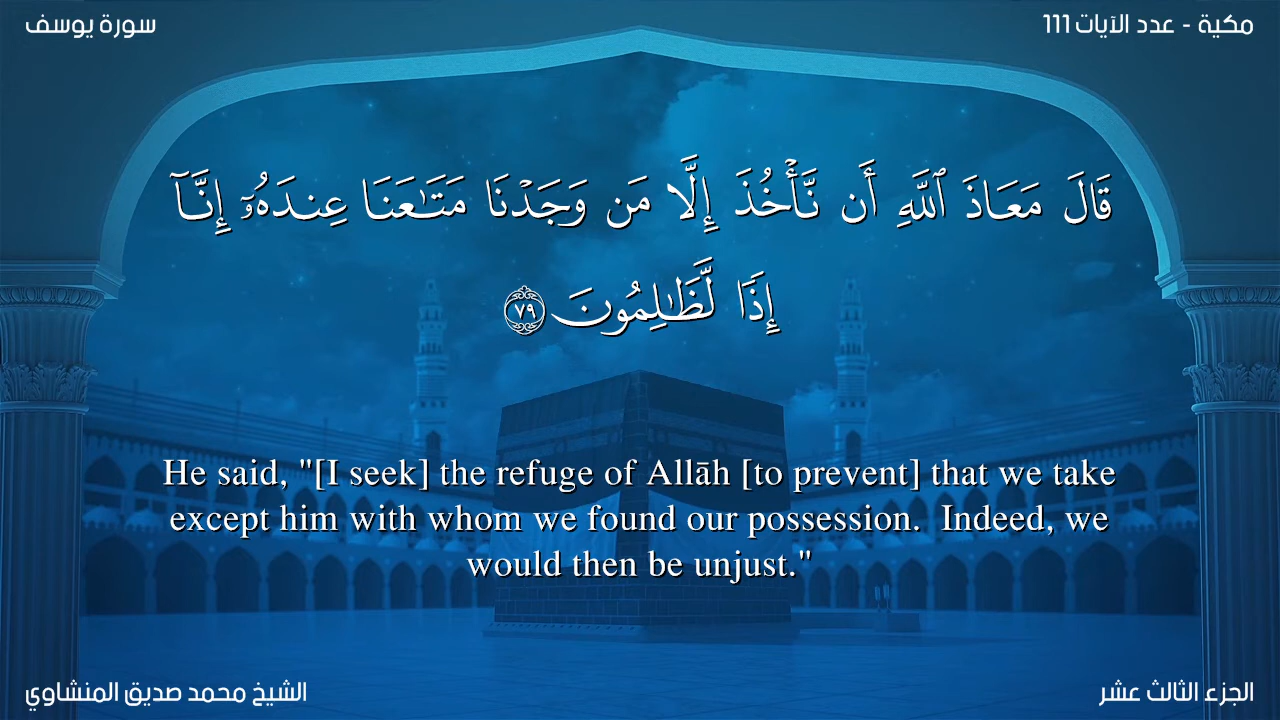 سورة يوسف
مكية - عدد الآيات 111
قَالَ مَعَاذَ ٱللَّهِ أَن نَّأْخُذَ إِلَّا مَن وَجَدْنَا مَتَـٰعَنَا عِندَهُۥٓ إِنَّآ
إِذًا لَّظَـٰلِمُونَ ٧٩
He said, "[I seek] the refuge of Allāh [to prevent] that we take
except him with whom we found our possession.  Indeed, we
would then be unjust."
الشيخ محمد صديق المنشاوي
الجزء الثالث عشر